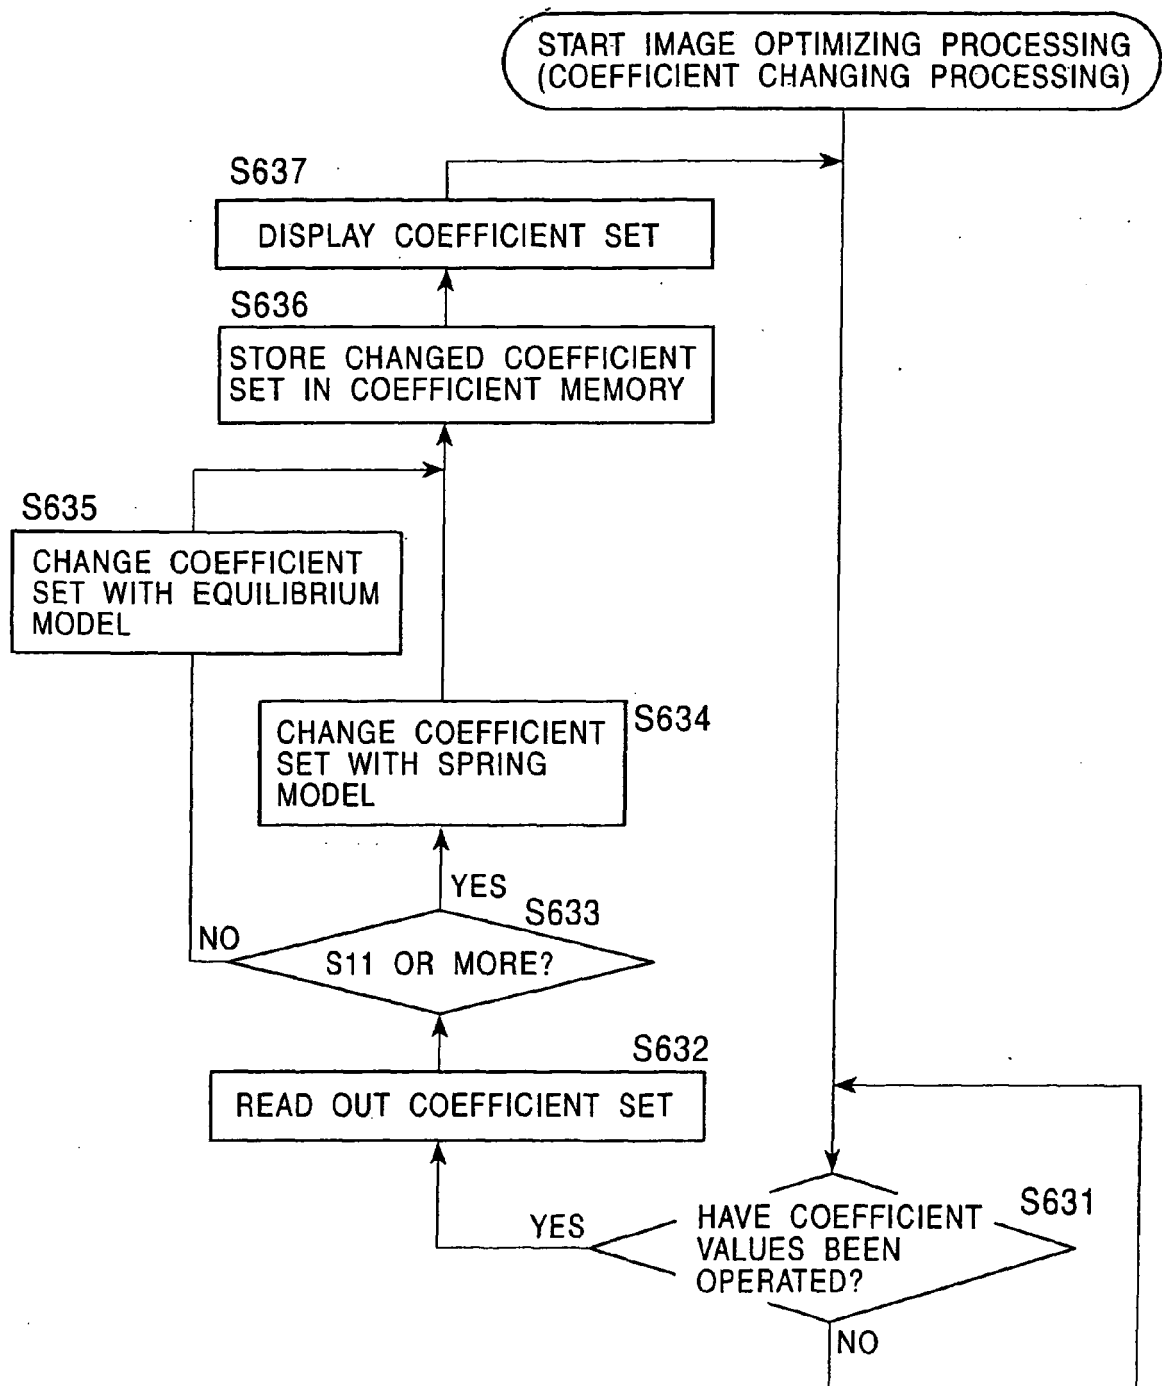 START IMAGE OPTIMIZING PROCESSING
(COEFFICIENT CHANGING PROCESSING)
S637
DISPLAY COEFFICIENT SET
S636
STORE CHANGED COEFFICIENT
SET IN COEFFICIENT MEMORY
S635
CHANGE COEFFICIENT
SET WITH EQUILIBRIUM
MODEL
S634
CHANGE COEFFICIENT
SET WITH SPRING
MODEL
YES
S633
NO
S11 OR MORE?
S632
READ OUT COEFFICIENT SET
S631
YES
HAVE COEFFICIENT
VALUES BEEN
OPERATED?
NO